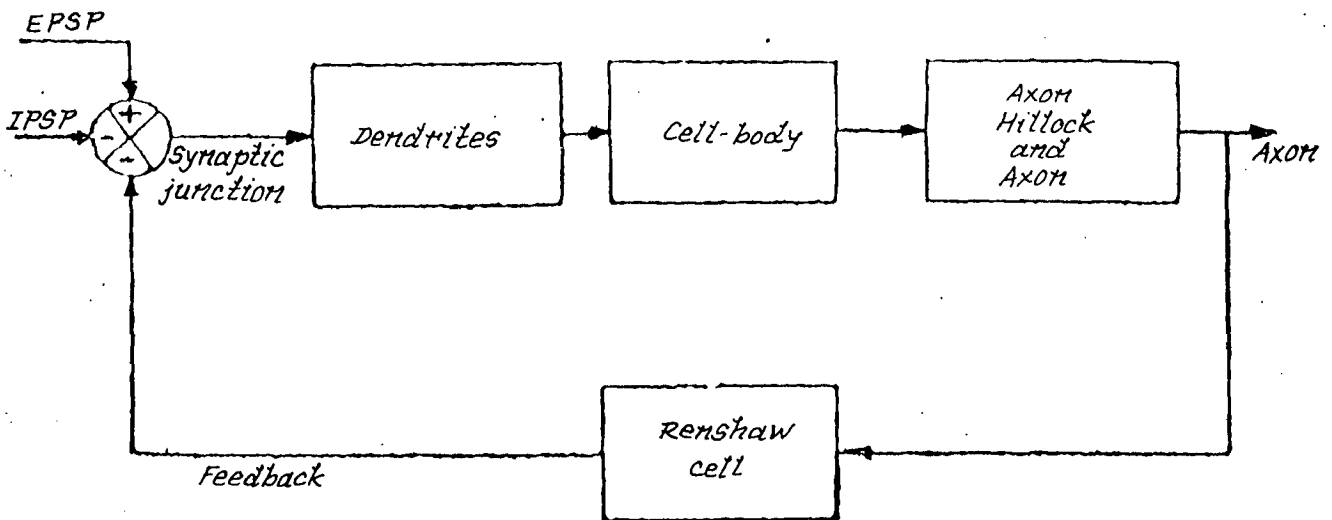 EPSP
IPSP
+
-
-
Synaptic
junction
Dendrites
Cell-body
Axon
Hillock
and
Axon
Axon
Renshaw
cell
Feedback